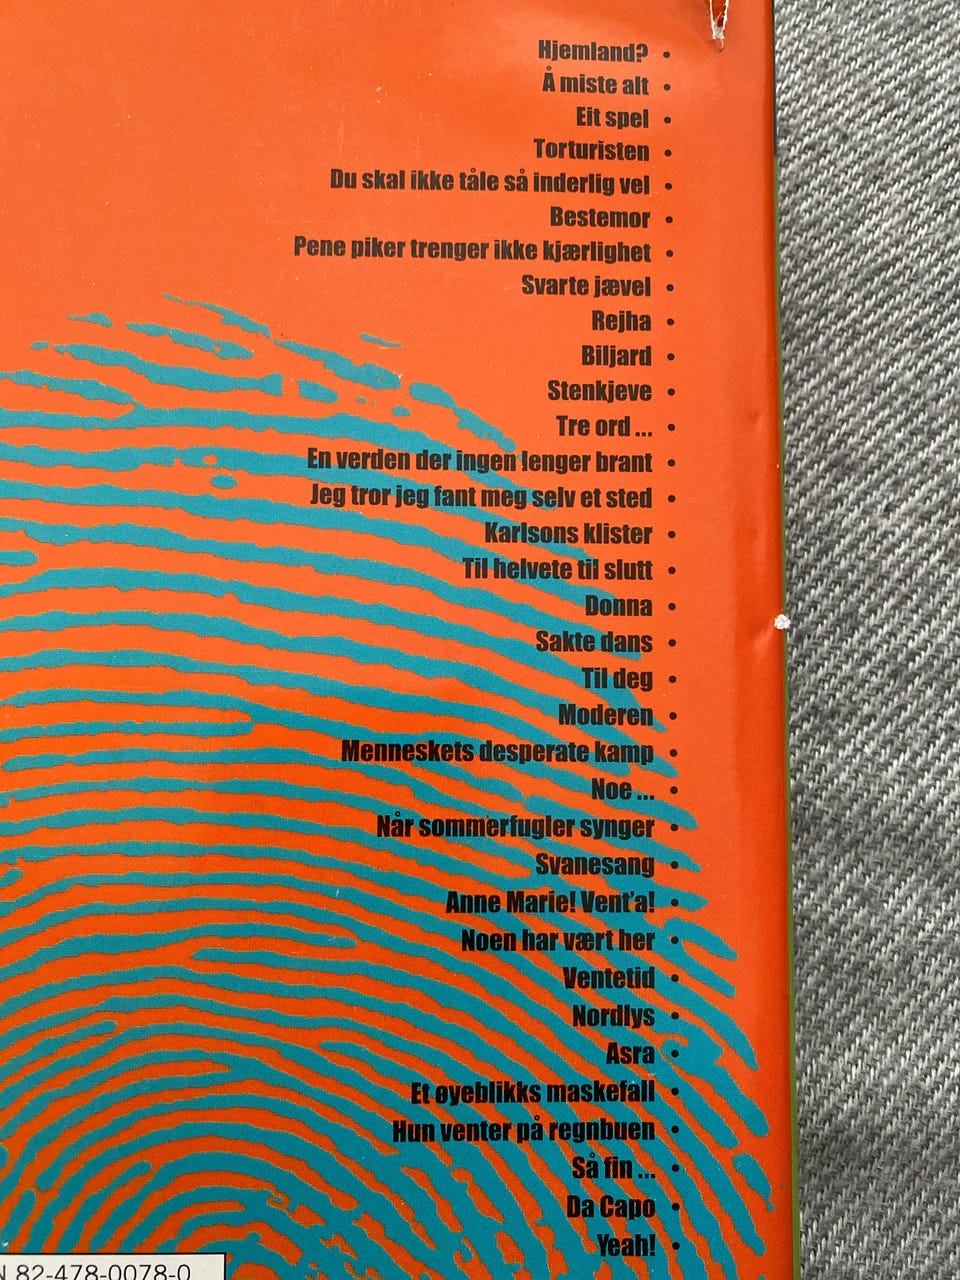 Hjemland? •
Å miste alt •
Eit spel •
Torturisten •
Du skal ikke tåle så inderlig vel •
Bestemor •
Pene piker trenger ikke kjærlighet •
Svarte jævel •
Rejha •
Biljard •
Stenkjeve •
Tre ord ... •
En verden der ingen lenger brant •
Jeg tror jeg fant meg selv et sted •
Karlsons klister •
Til helvete til slutt •
Donna •
Sakte dans •
Til deg •
Moderen •
Menneskets desperate kamp •
Noe ... •
Når sommerfugler synger •
Svanesang •
Anne Marie! Vent'a! •
Noen har vært her •
Ventetid •
Nordlys •
Asra •
Et øyeblikks maskefall •
Hun venter på regnbuen •
Så fin ... •
Da Capo •
Yeah! •
N 82-478-0078-0